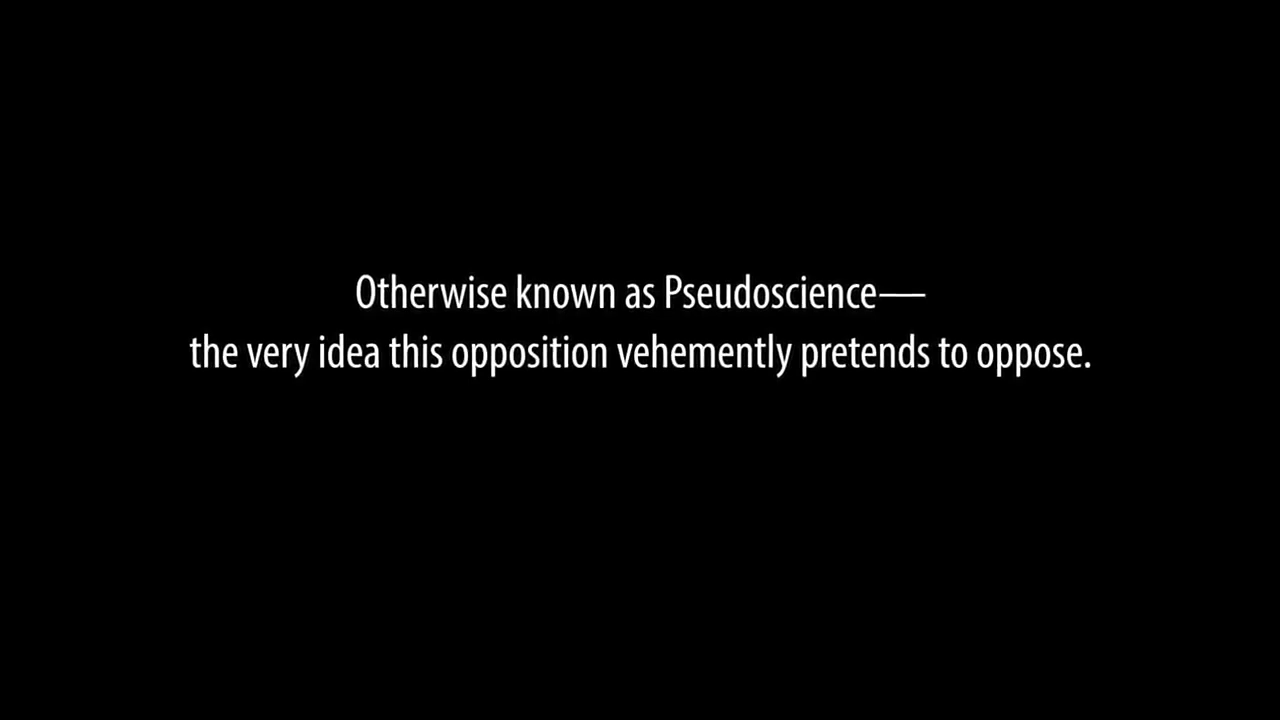 Otherwise known as Pseudoscience—
the very idea this opposition vehemently pretends to oppose.